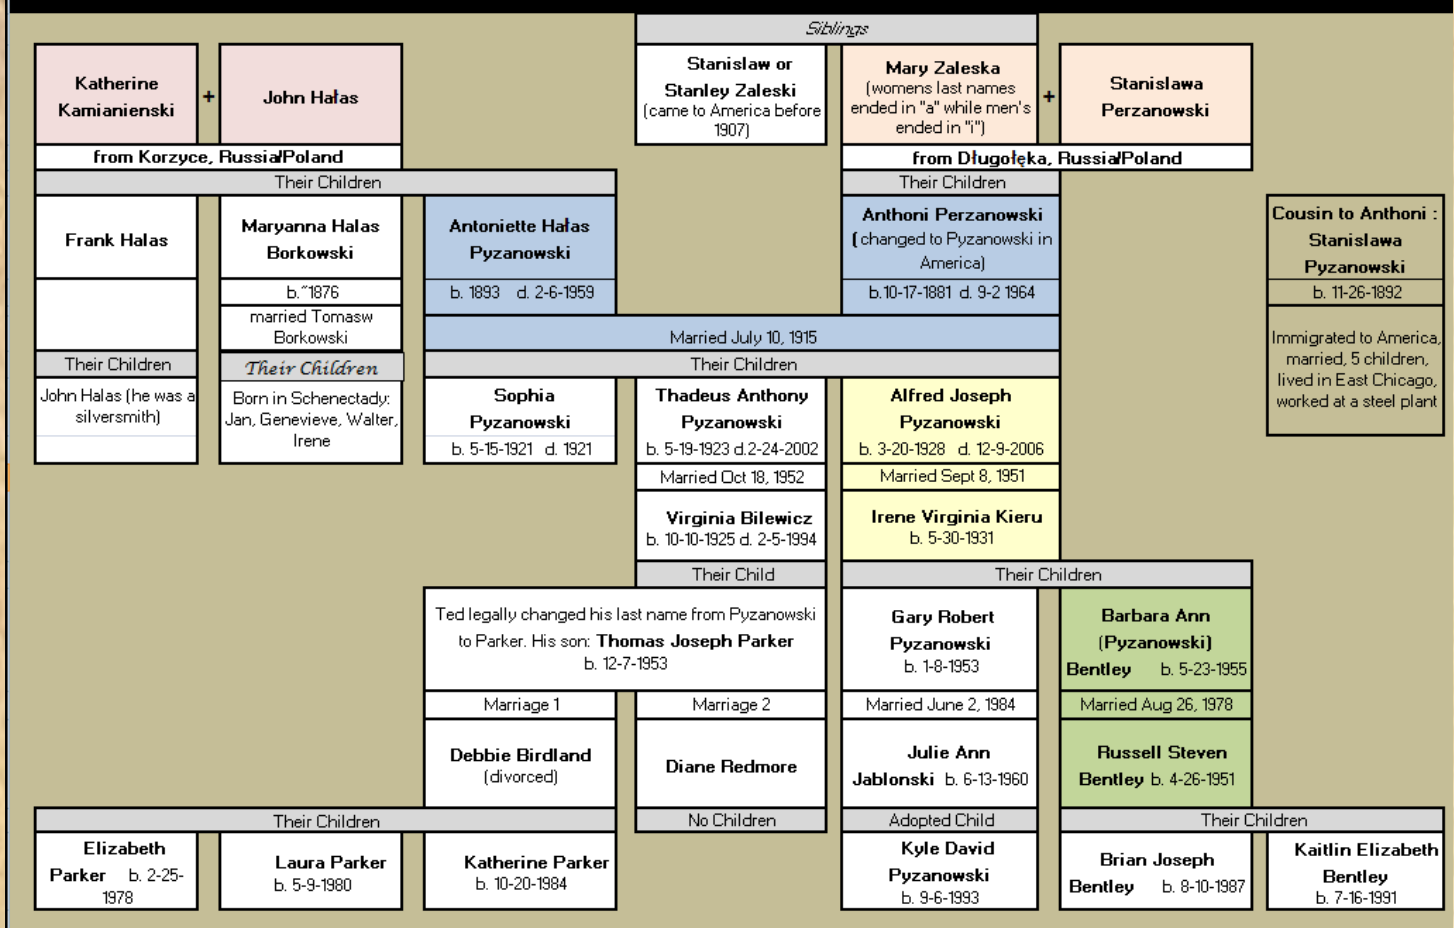 Siblings
Katherine
Kamianienski
+
John Hałas
Stanislaw or
Stanley Zaleski
(came to America before
1907)
Mary Zaleska
(womens last names
ended in "a" while men's
ended in "i")
+
Stanislawa
Perzanowski
from Korzyce, Russia/Poland
from Długołęka, Russia/Poland
Their Children
Their Children
Frank Halas
Maryanna Halas
Borkowski
b.~1876
married Tomasw
Borkowski
Antoniette Hałas
Pyzanowski
b. 1893 d. 2-6-1959
Anthoni Perzanowski
(changed to Pyzanowski in
America)
b.10-17-1881 d. 9-2 1964
Cousin to Anthoni :
Stanislawa
Pyzanowski
b. 11-26-1892
Immigrated to America,
married, 5 children,
lived in East Chicago,
worked at a steel plant
Married July 10, 1915
Their Children
Their Children
Their Children
John Halas (he was a
silversmith)
Born in Schenectady:
Jan, Genevieve, Walter,
Irene
Sophia
Pyzanowski
b. 5-15-1921 d. 1921
Thadeus Anthony
Pyzanowski
b. 5-19-1923 d.2-24-2002
Married Oct 18, 1952
Virginia Bilewicz
b. 10-10-1925 d. 2-5-1994
Alfred Joseph
Pyzanowski
b. 3-20-1928 d. 12-9-2006
Married Sept 8, 1951
Irene Virginia Kieru
b. 5-30-1931
Their Child
Their Children
Ted legally changed his last name from Pyzanowski
to Parker. His son: Thomas Joseph Parker
b. 12-7-1953
Gary Robert
Pyzanowski
b. 1-8-1953
Barbara Ann
(Pyzanowski)
Bentley b. 5-23-1955
Marriage 1
Marriage 2
Married June 2, 1984
Married Aug 26, 1978
Debbie Birdland
(divorced)
Diane Redmore
Julie Ann
Jablonski b. 6-13-1960
Russell Steven
Bentley b. 4-26-1951
Their Children
No Children
Adopted Child
Their Children
Elizabeth
Parker b. 2-25-
1978
Laura Parker
b. 5-9-1980
Katherine Parker
b. 10-20-1984
Kyle David
Pyzanowski
b. 9-6-1993
Brian Joseph
Bentley b. 8-10-1987
Kaitlin Elizabeth
Bentley
b. 7-16-1991